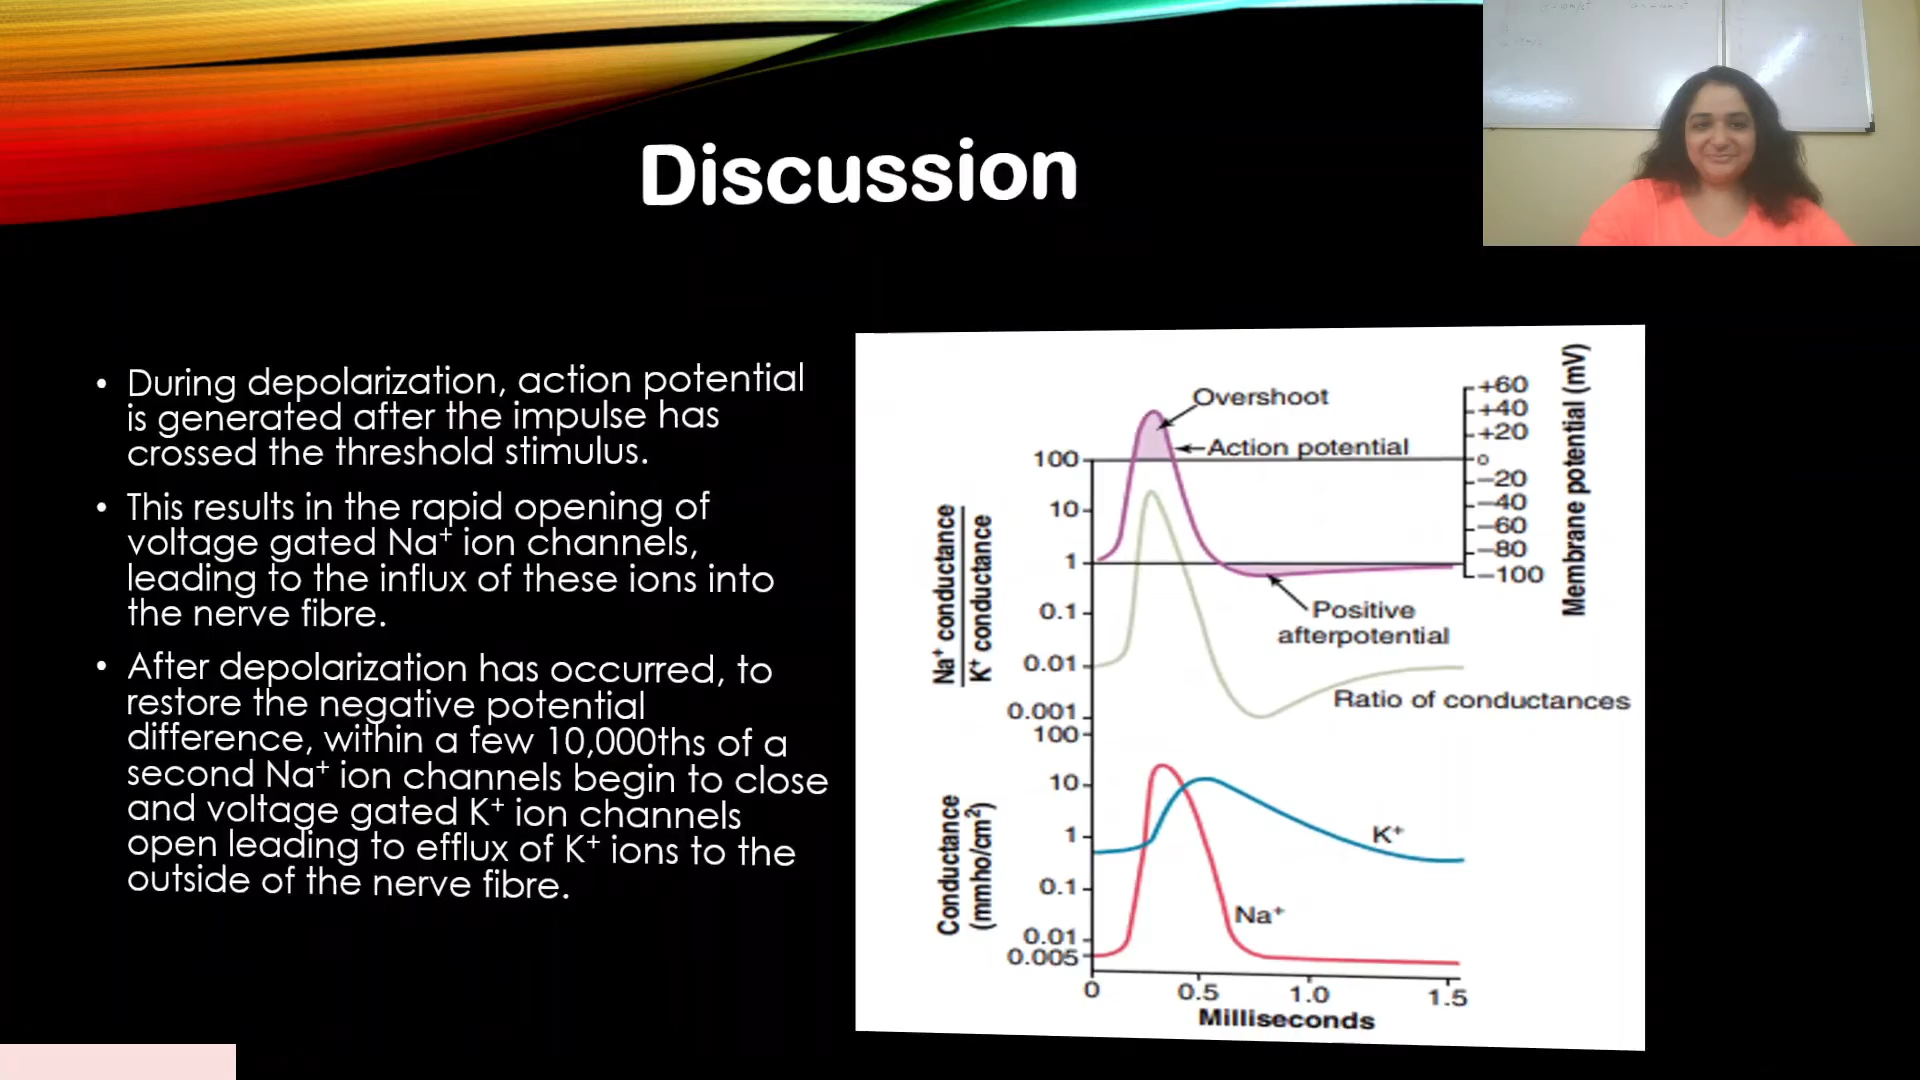 Discussion
• During depolarization, action potential
is generated after the impulse has
crossed the threshold stimulus.
• This results in the rapid opening of
voltage gated Na⁺ ion channels,
leading to the influx of these ions into
the nerve fibre.
• After depolarization has occurred, to
restore the negative potential
difference, within a few 10,000ths of a
second Na⁺ ion channels begin to close
and voltage gated K⁺ ion channels
open leading to efflux of K⁺ ions to the
outside of the nerve fibre.
Overshoot
Action potential
Positive
afterpotential
Ratio of conductances
Na⁺ conductance
K⁺ conductance
100
10
1
0.1
0.01
0.001
Membrane potential (mV)
+60
+40
+20
0
−20
−40
−60
−80
−100
Conductance
(mmho/cm²)
100
10
1
0.1
0.01
0.005
K⁺
Na⁺
0
0.5
1.0
1.5
Milliseconds